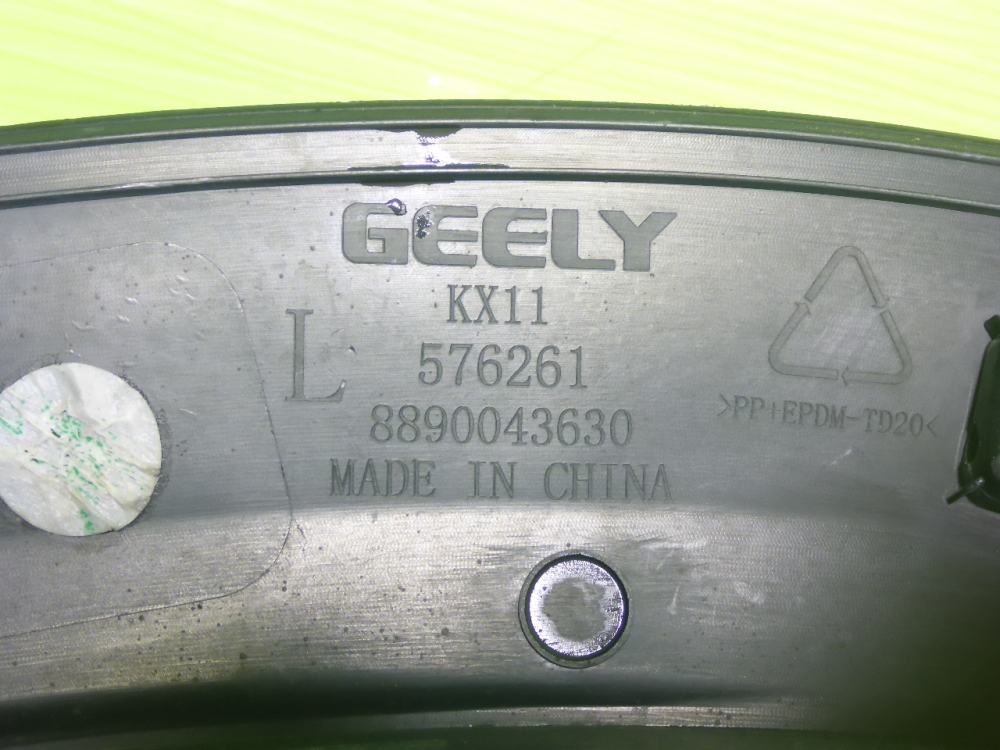 GEELY
KX11
L
576261
8890043630
>PP+EPDM-TD20<
MADE IN CHINA